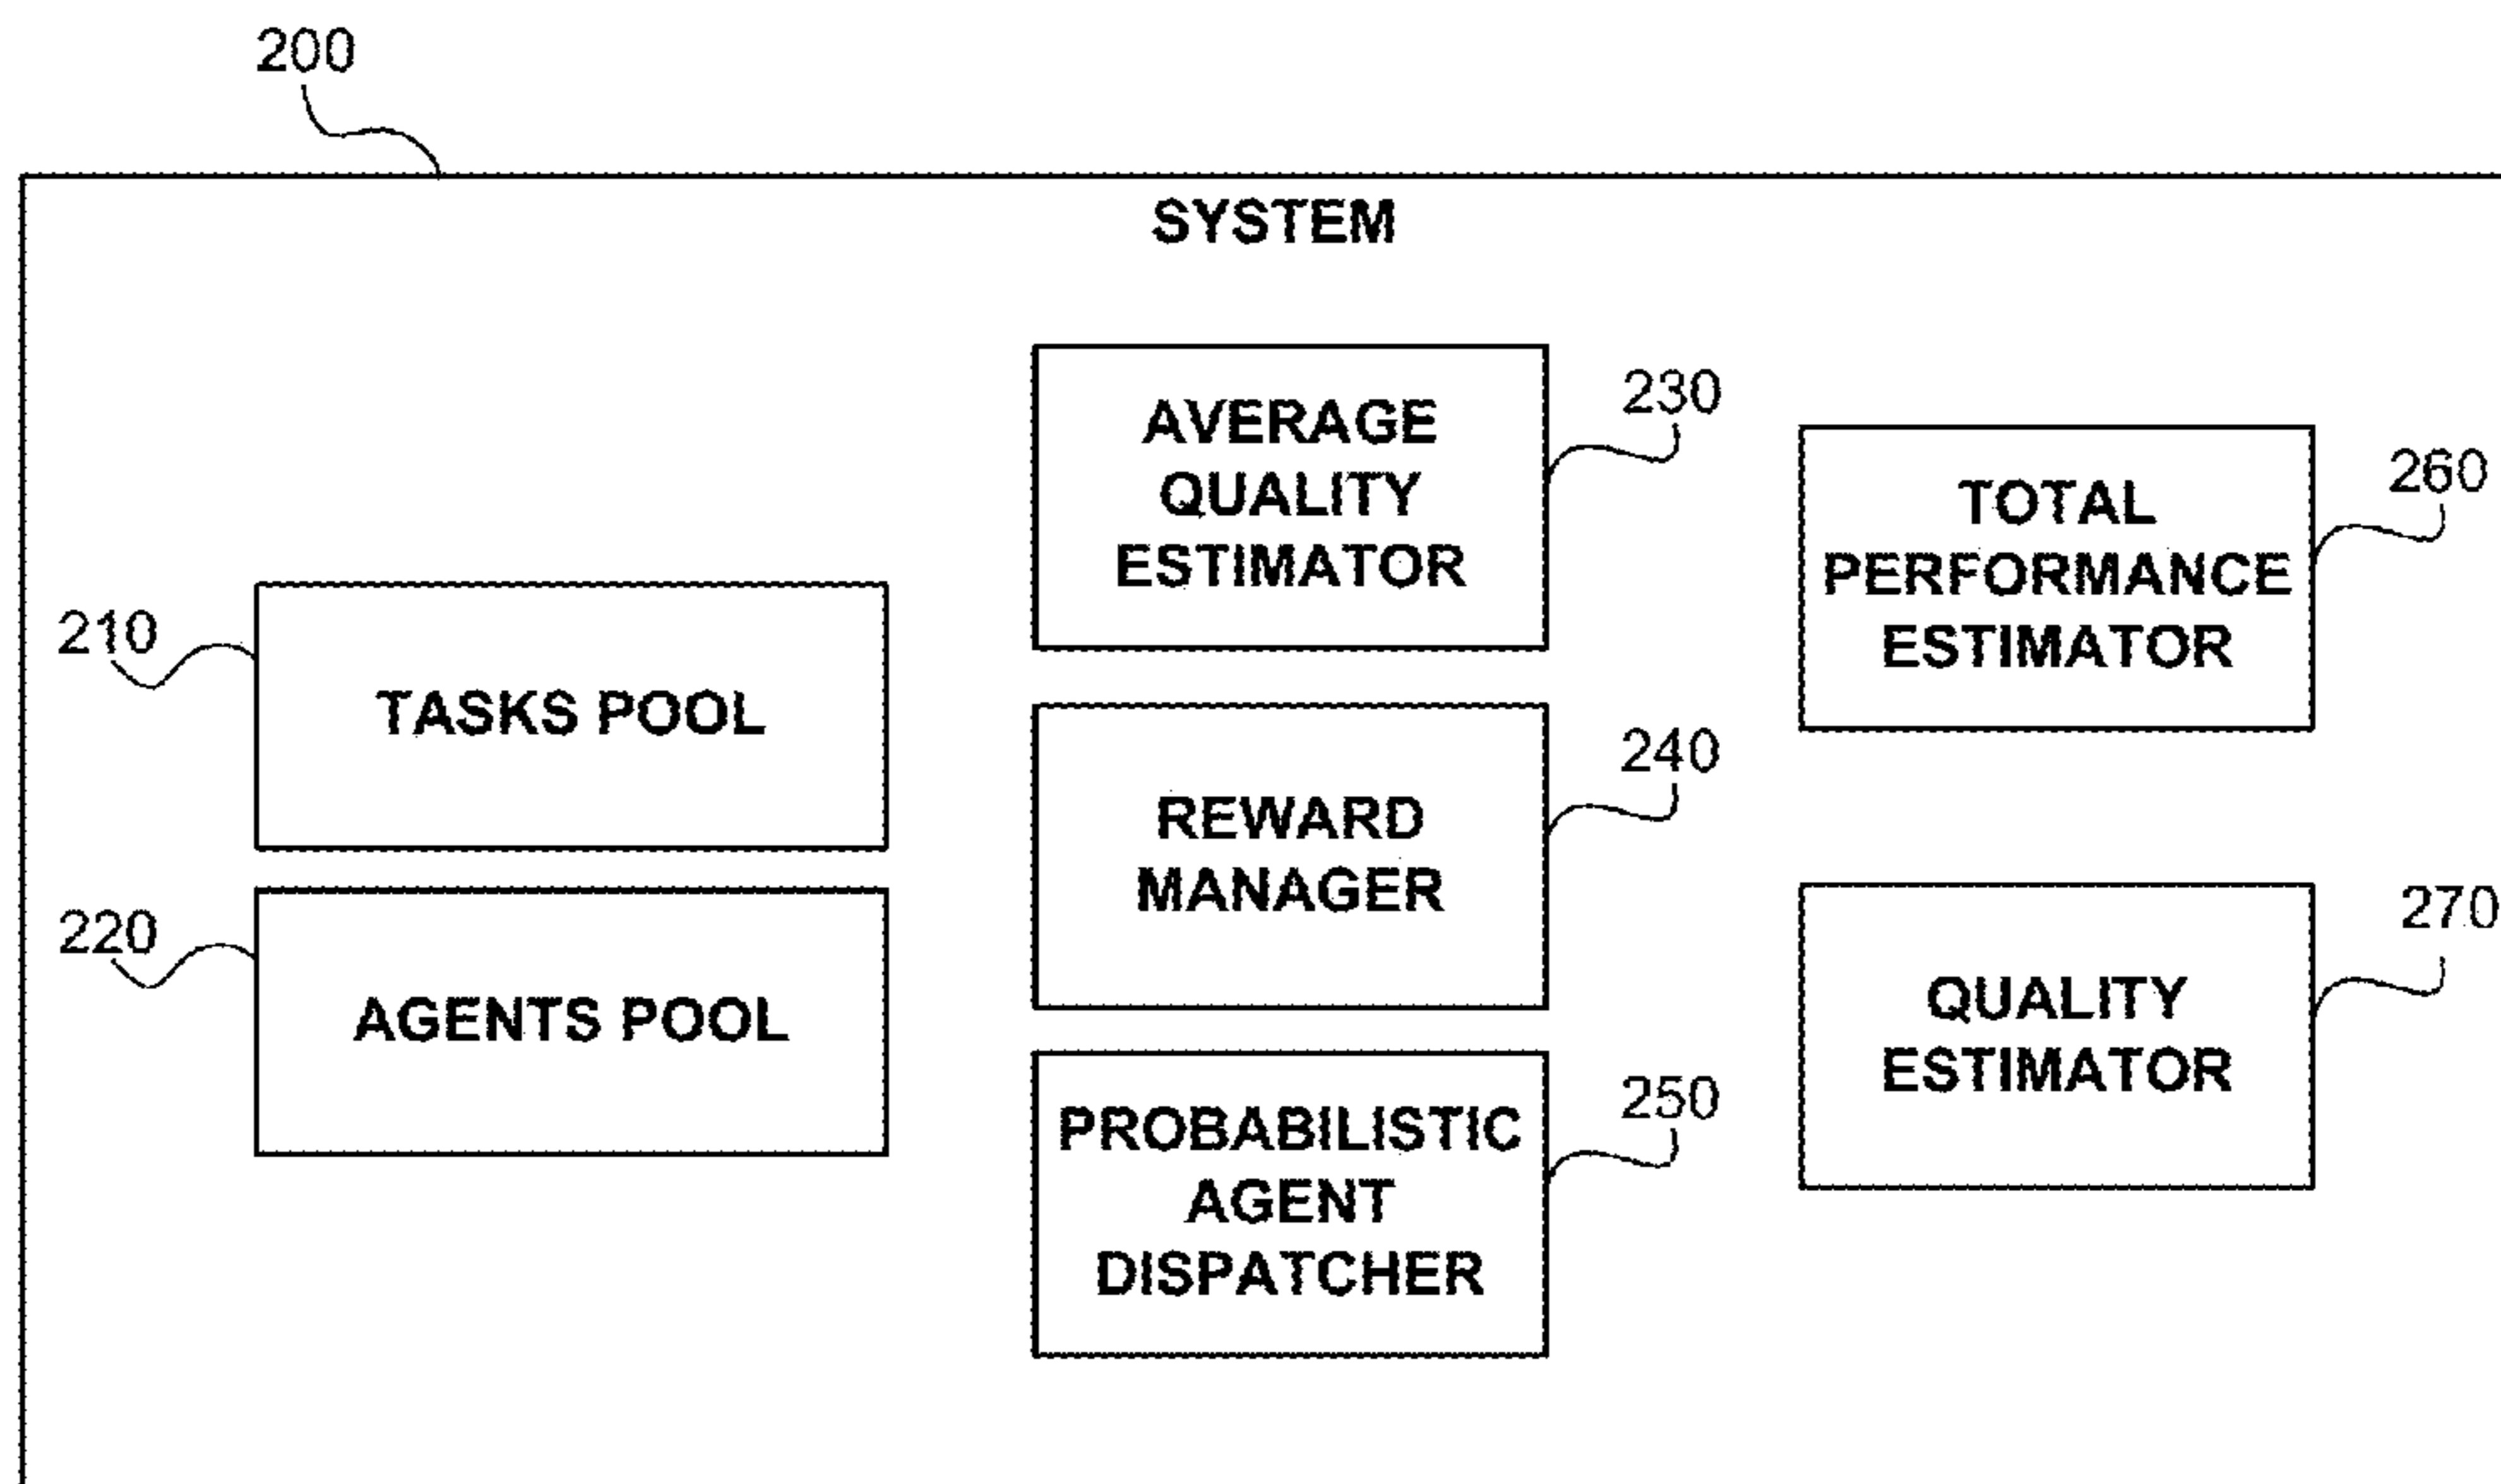 200
SYSTEM
210
TASKS POOL
220
AGENTS POOL
AVERAGE
QUALITY
ESTIMATOR
230
REWARD
MANAGER
240
PROBABILISTIC
AGENT
DISPATCHER
250
TOTAL
PERFORMANCE
ESTIMATOR
260
QUALITY
ESTIMATOR
270